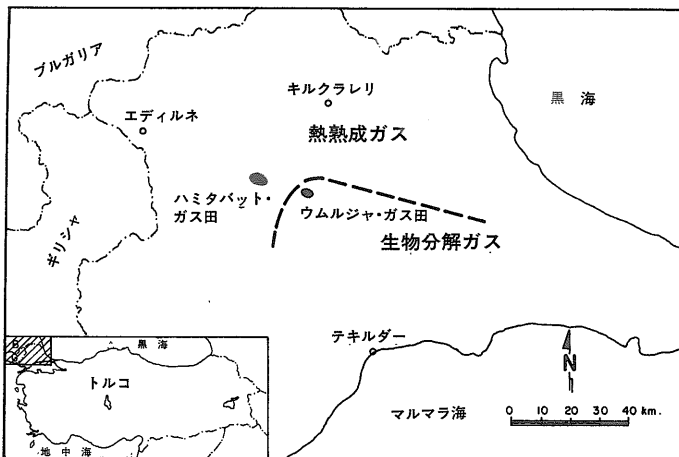 ブルガリア
キルクラレリ
黒海
エディルネ
熱熟成ガス
ハミタバット・
ガス田
ウムルジャ・ガス田
生物分解ガス
ギリシャ
テキルダー
N
マルマラ海
0 10 20 30 40 km.
B
G
黒海
トルコ
地中海